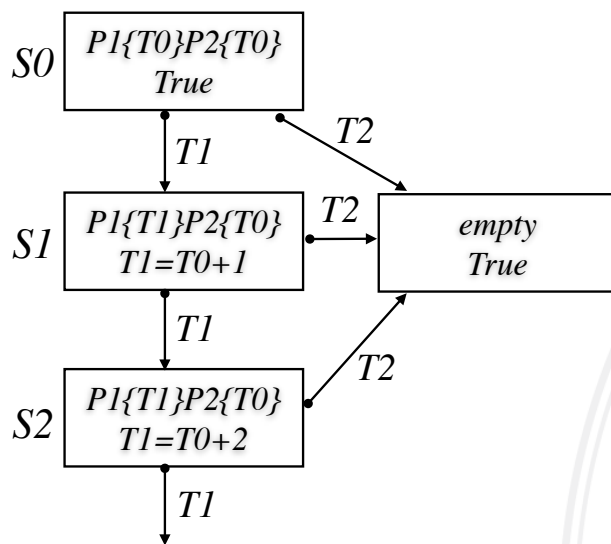 S0
P1{T0}P2{T0}
True
T1
T2
S1
P1{T1}P2{T0}
T1=T0+1
T2
empty
True
T1
S2
P1{T1}P2{T0}
T1=T0+2
T2
T1